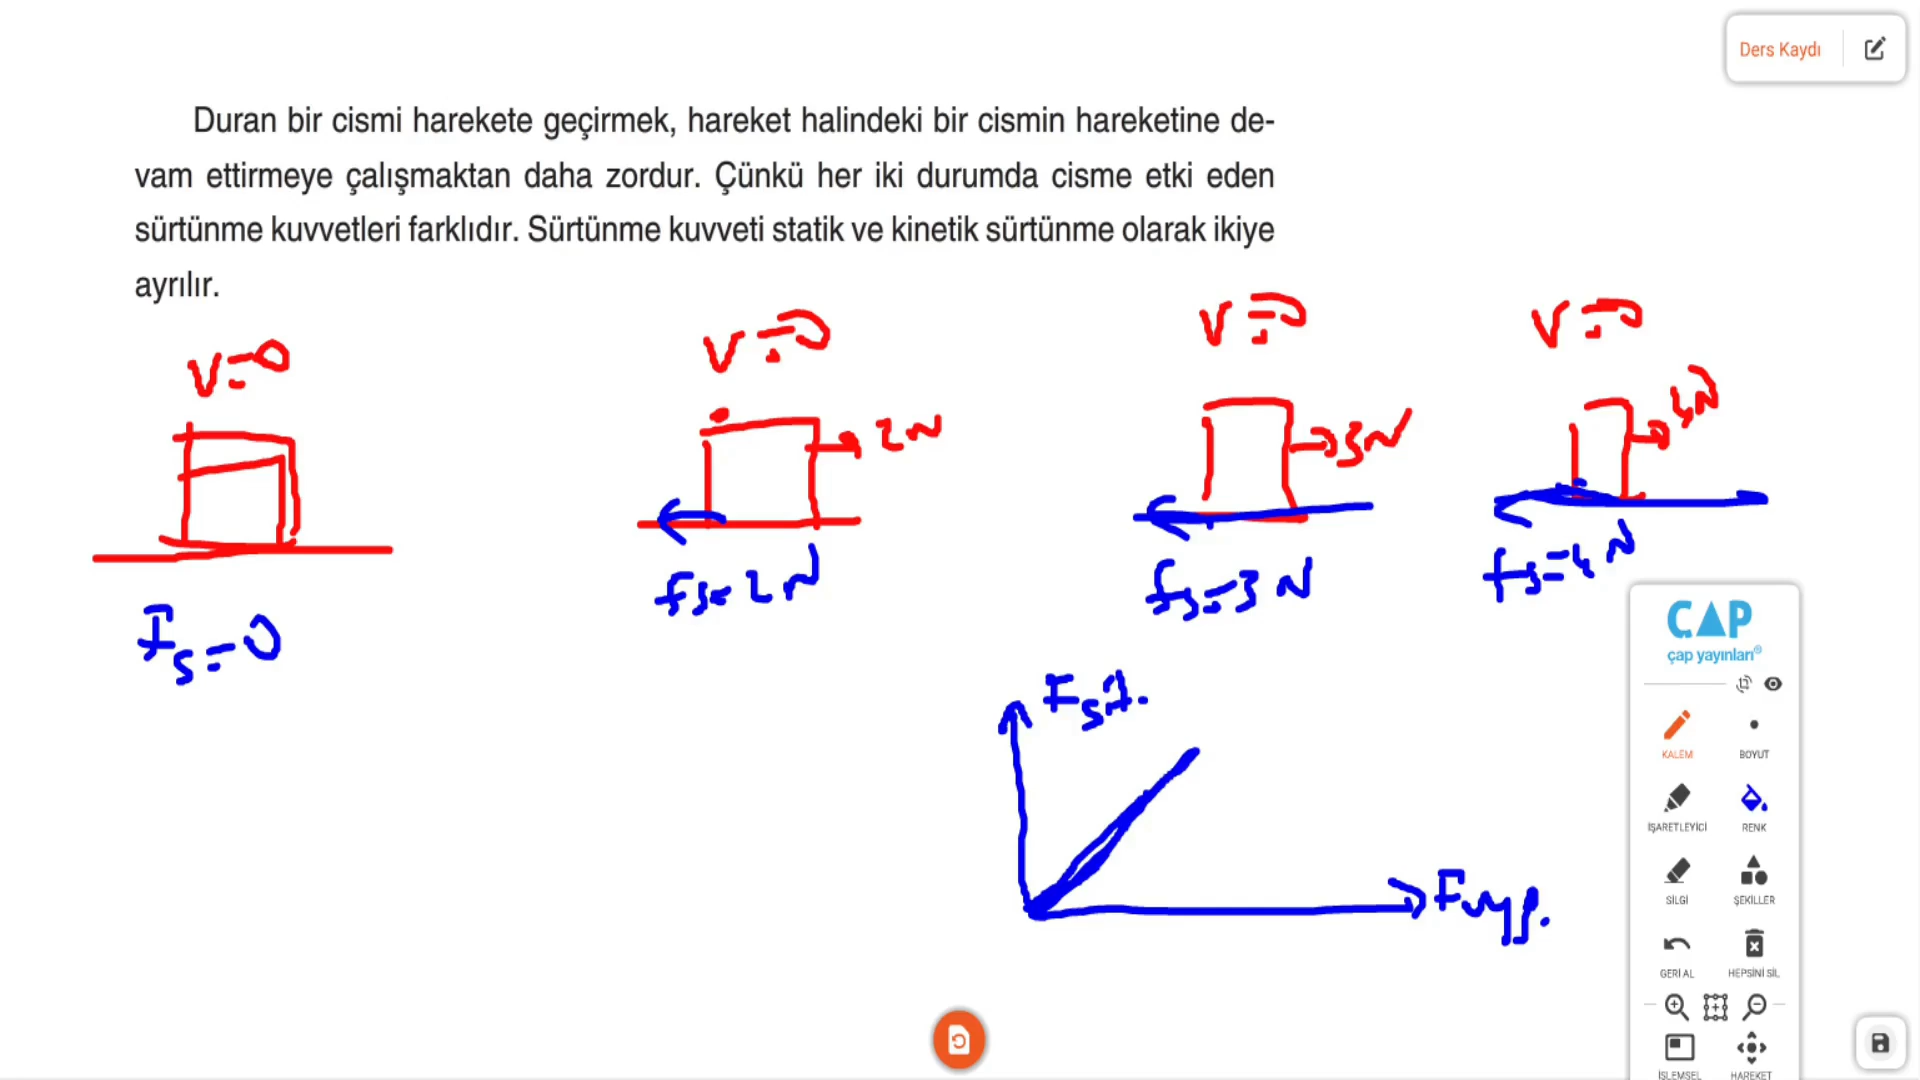 Ders Kaydı
Duran bir cismi harekete geçirmek, hareket halindeki bir cismin hareketine de-
vam ettirmeye çalışmaktan daha zordur. Çünkü her iki durumda cisme etki eden
sürtünme kuvvetleri farklıdır. Sürtünme kuvveti statik ve kinetik sürtünme olarak ikiye
ayrılır.
V=0
V=0
V=0
V=0
2N
3N
4N
Fs=0
fs=2N
fs=3N
fs=4N
Fst.
Fuyg.
ÇAP
çap yayınları®
KALEM
BOYUT
İŞARETLEYİCİ
RENK
SİLGİ
ŞEKİLLER
GERİ AL
HEPSİNİ SİL
İŞLEMSEL
HAREKET